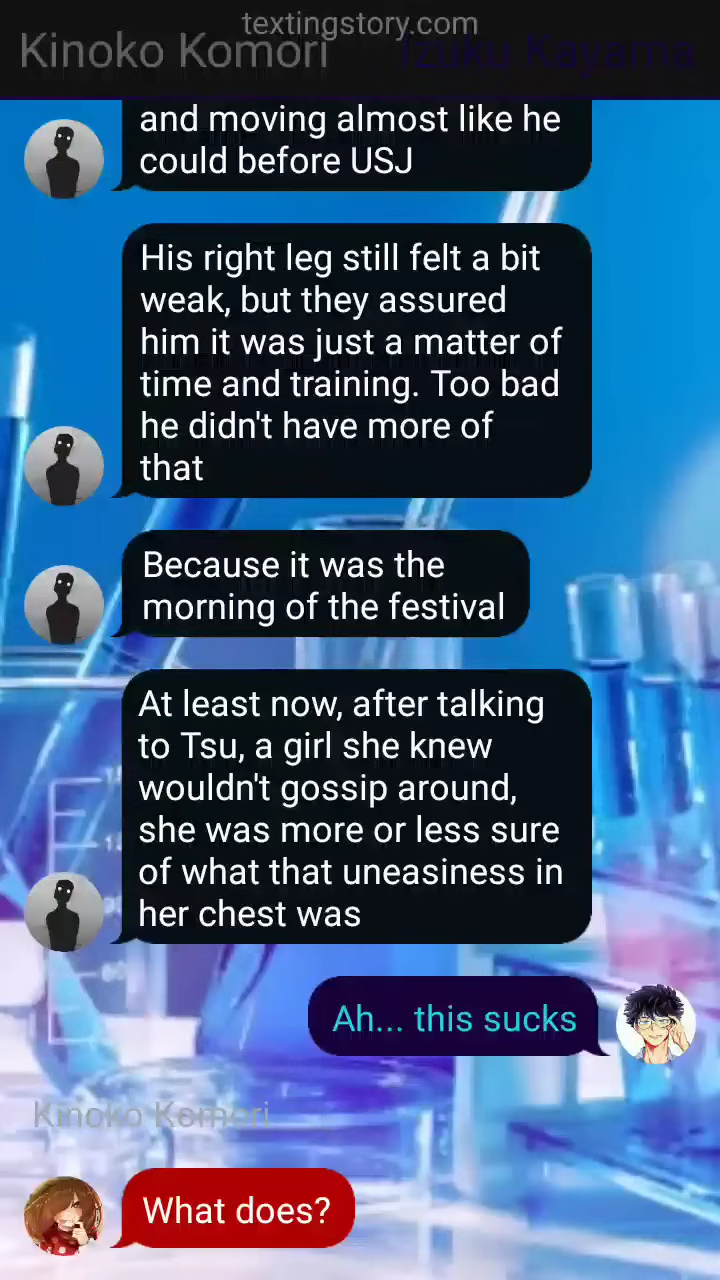 textingstory.com
Kinoko Komori
Izuku Kayama
and moving almost like he
could before USJ
His right leg still felt a bit
weak, but they assured
him it was just a matter of
time and training. Too bad
he didn't have more of
that
Because it was the
morning of the festival
At least now, after talking
to Tsu, a girl she knew
wouldn't gossip around,
she was more or less sure
of what that uneasiness in
her chest was
Ah... this sucks
Kinoko Komori
What does?